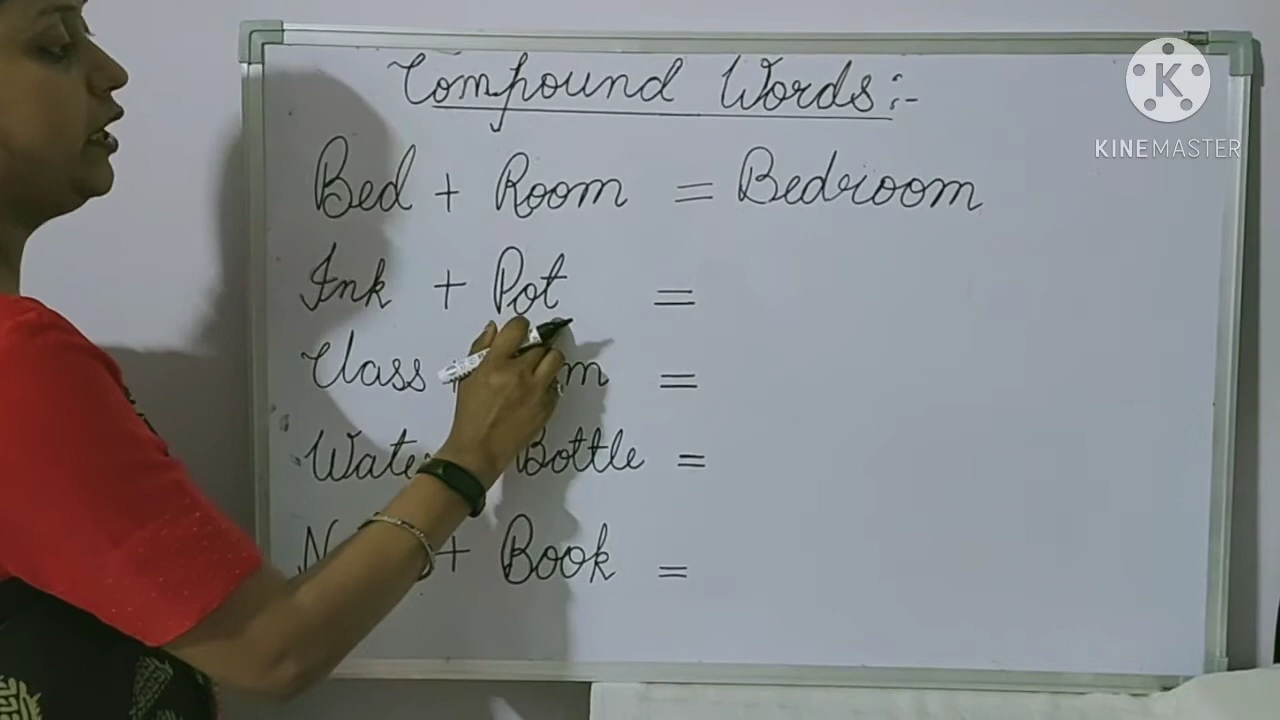 Compound Words:-
KINEMASTER
Bed + Room = Bedroom
Ink + Pot =
Class =
Bottle =
+ Book =